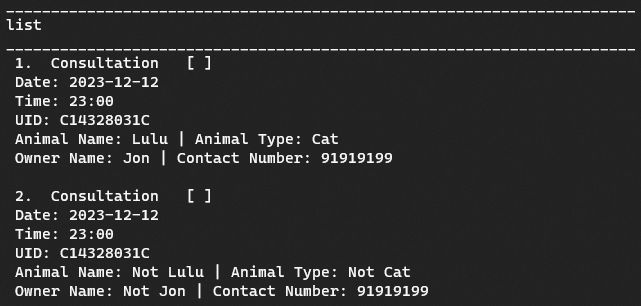 ____________________________________________________________________
list
____________________________________________________________________
1.  Consultation   [ ]
Date: 2023-12-12
Time: 23:00
UID: C14328031C
Animal Name: Lulu | Animal Type: Cat
Owner Name: Jon | Contact Number: 91919199
2.  Consultation   [ ]
Date: 2023-12-12
Time: 23:00
UID: C14328031C
Animal Name: Not Lulu | Animal Type: Not Cat
Owner Name: Not Jon | Contact Number: 91919199